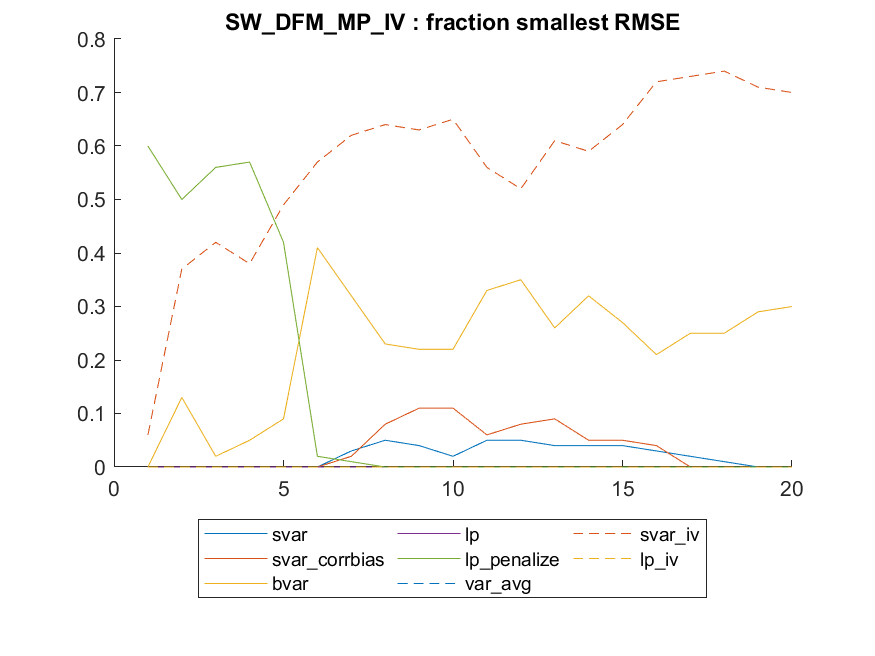 SW_DFM_MP_IV : fraction smallest RMSE
0.8
0.7
0.6
0.5
0.4
0.3
0.2
0.1
0
0 5 10 15 20
svar lp svar_iv
svar_corrbias lp_penalize lp_iv
bvar var_avg